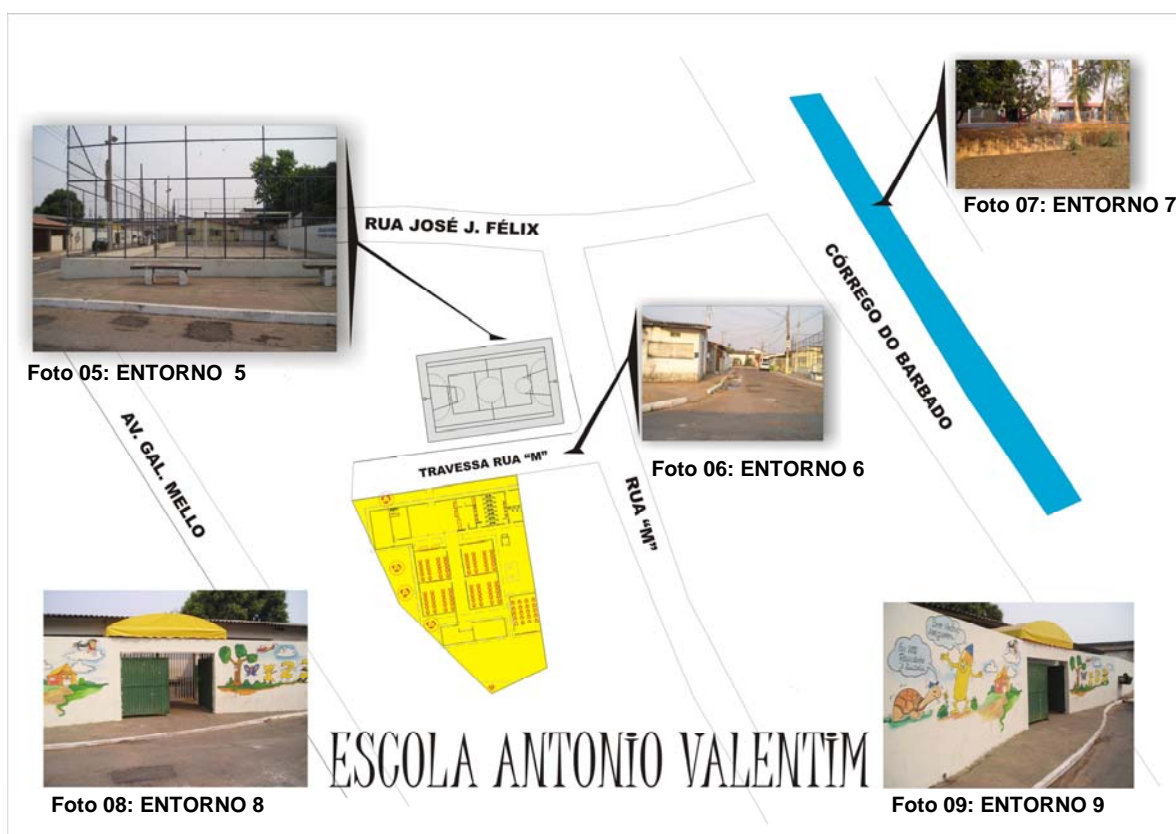 RUA JOSÉ J. FÉLIX
Foto 07: ENTORNO 7
CÓRREGO DO BARBADO
Foto 05: ENTORNO 5
AV. GAL. MELLO
TRAVESSA RUA “M”
Foto 06: ENTORNO 6
RUA “M”
ESCOLA ANTONIO VALENTIM
Foto 08: ENTORNO 8
Foto 09: ENTORNO 9